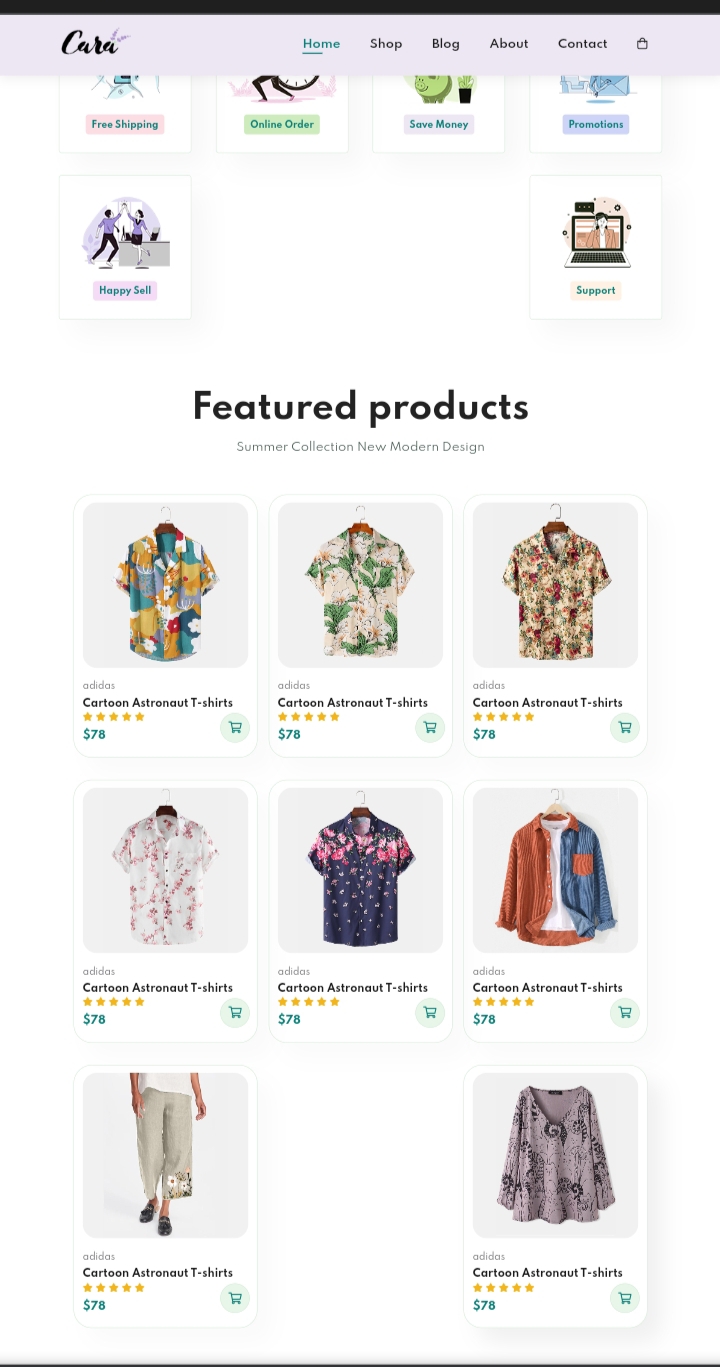 Cara
Home Shop Blog About Contact
Free Shipping
Online Order
Save Money
Promotions
Happy Sell
Support
Featured products
Summer Collection New Modern Design
adidas
Cartoon Astronaut T-shirts
$78
adidas
Cartoon Astronaut T-shirts
$78
adidas
Cartoon Astronaut T-shirts
$78
adidas
Cartoon Astronaut T-shirts
$78
adidas
Cartoon Astronaut T-shirts
$78
adidas
Cartoon Astronaut T-shirts
$78
adidas
Cartoon Astronaut T-shirts
$78
adidas
Cartoon Astronaut T-shirts
$78